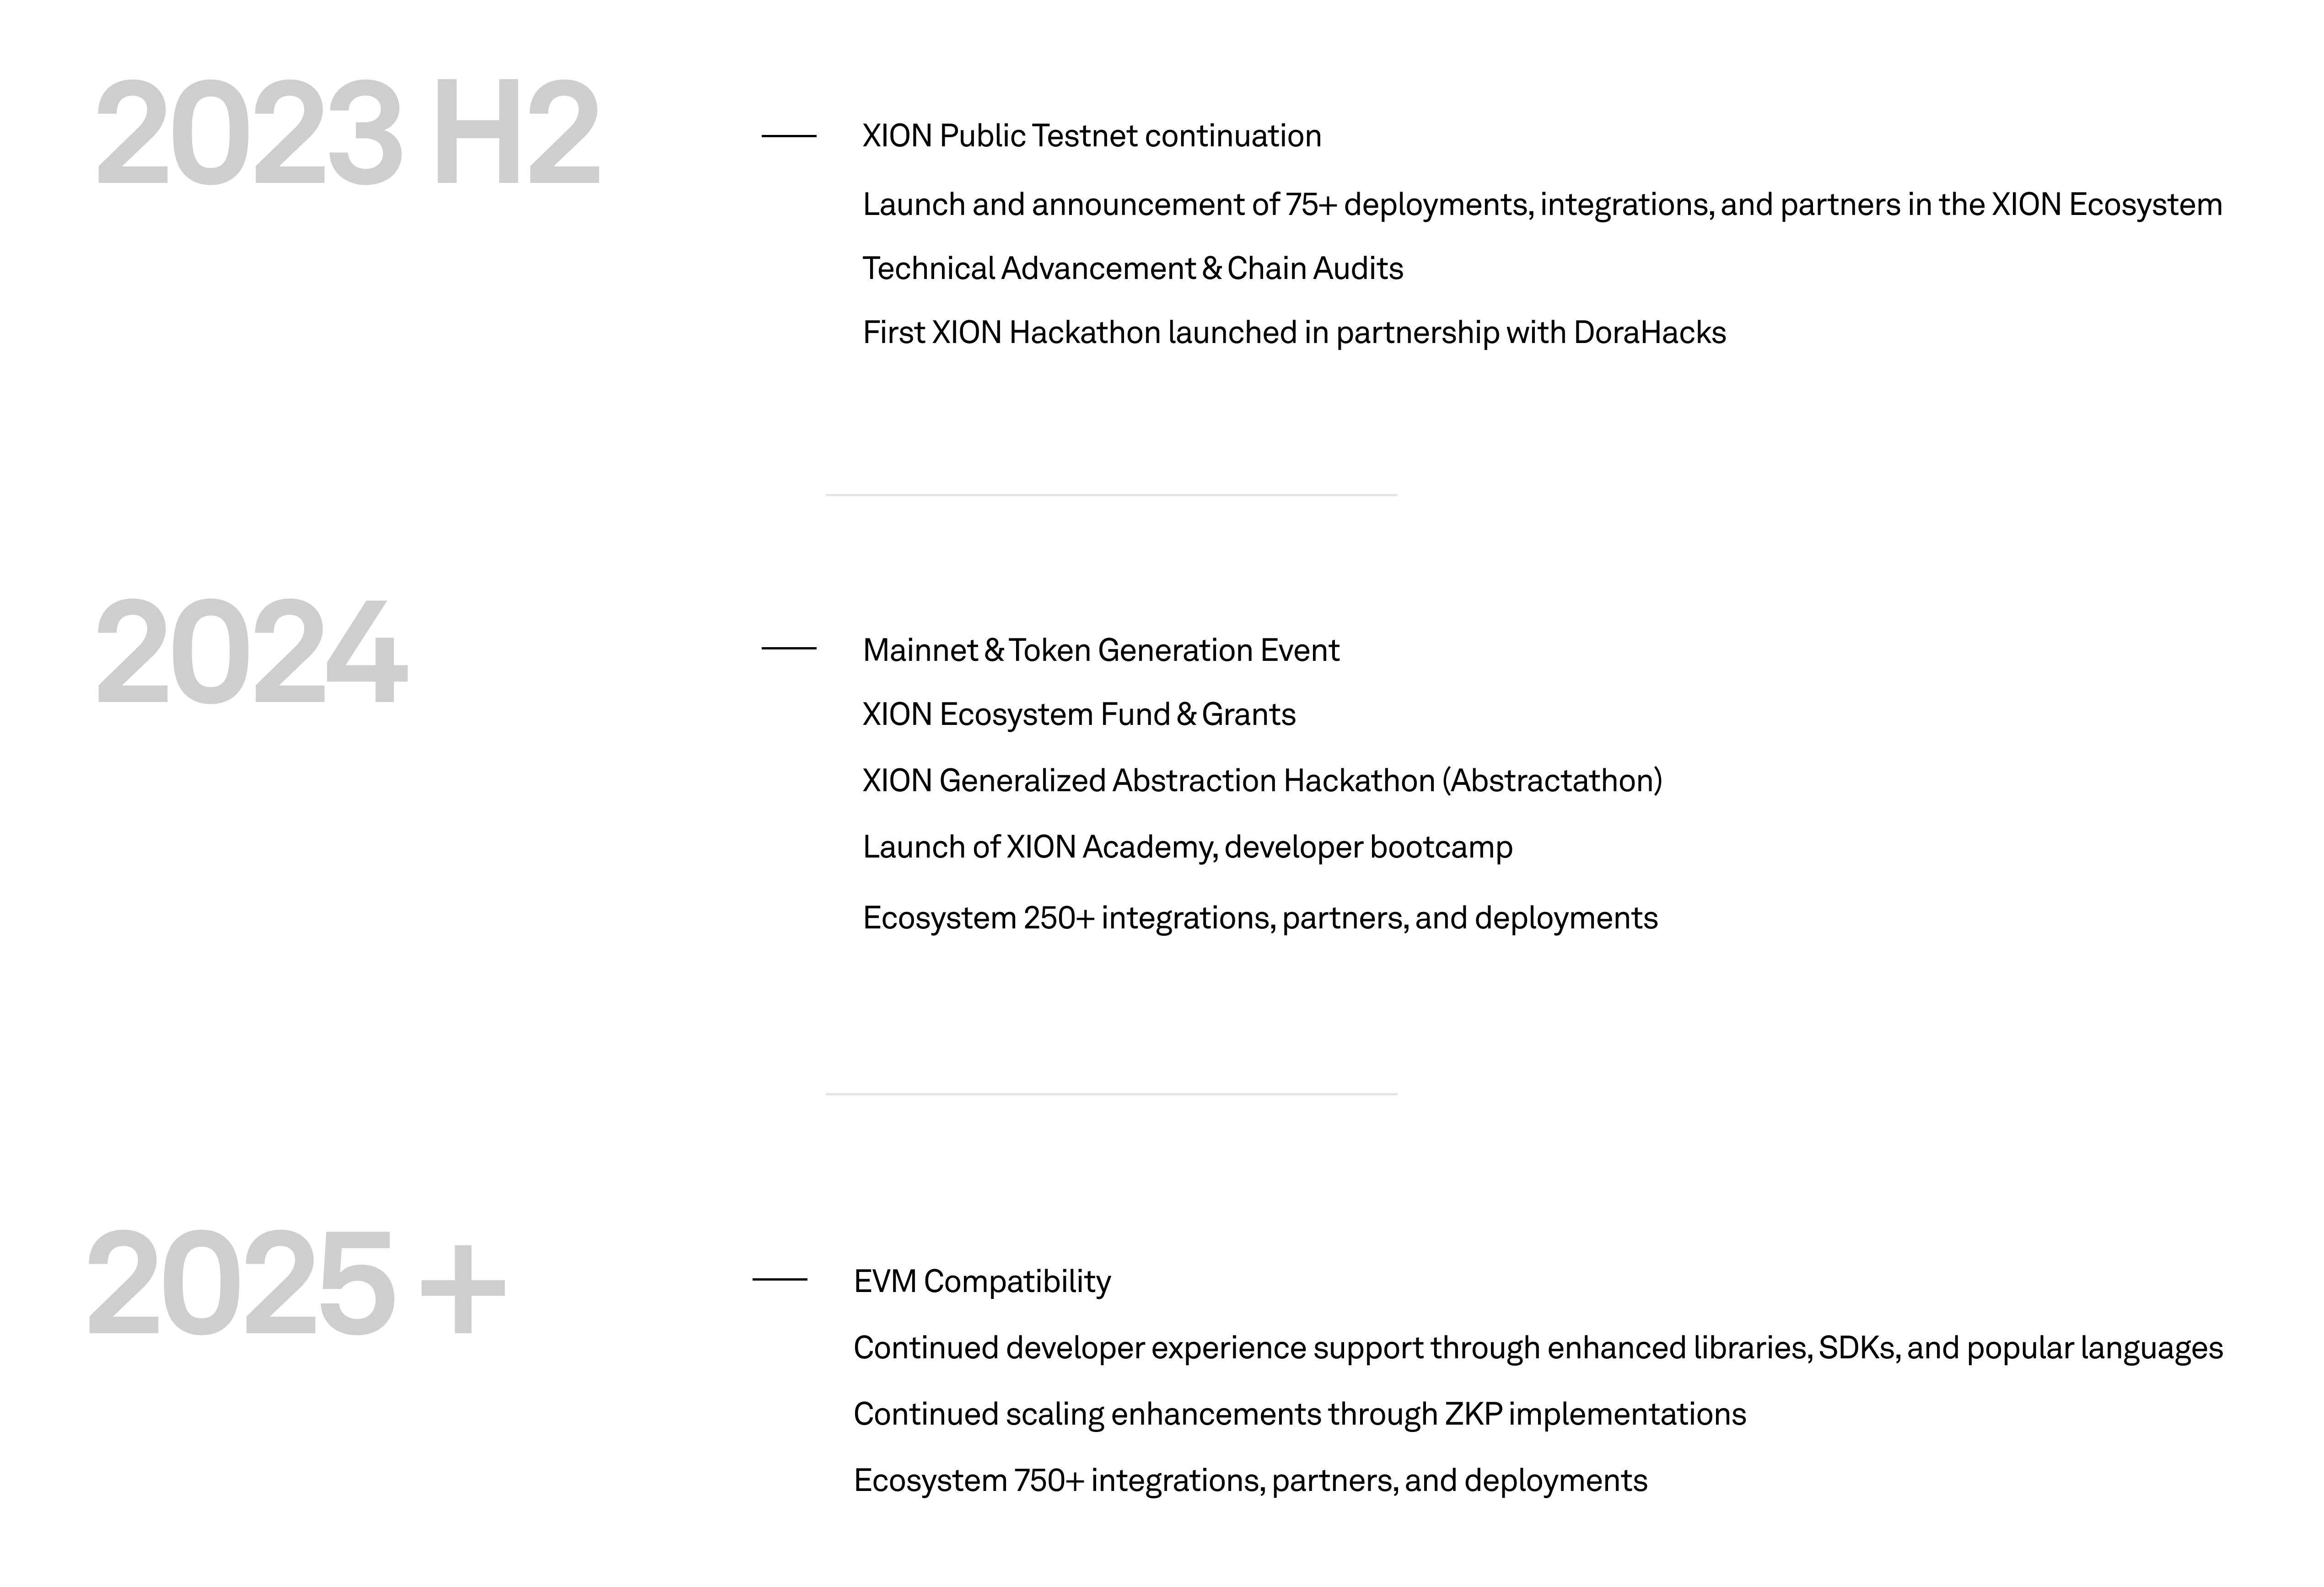 2023 H2
XION Public Testnet continuation
Launch and announcement of 75+ deployments, integrations, and partners in the XION Ecosystem
Technical Advancement & Chain Audits
First XION Hackathon launched in partnership with DoraHacks
2024
Mainnet & Token Generation Event
XION Ecosystem Fund & Grants
XION Generalized Abstraction Hackathon (Abstractathon)
Launch of XION Academy, developer bootcamp
Ecosystem 250+ integrations, partners, and deployments
2025 +
EVM Compatibility
Continued developer experience support through enhanced libraries, SDKs, and popular languages
Continued scaling enhancements through ZKP implementations
Ecosystem 750+ integrations, partners, and deployments